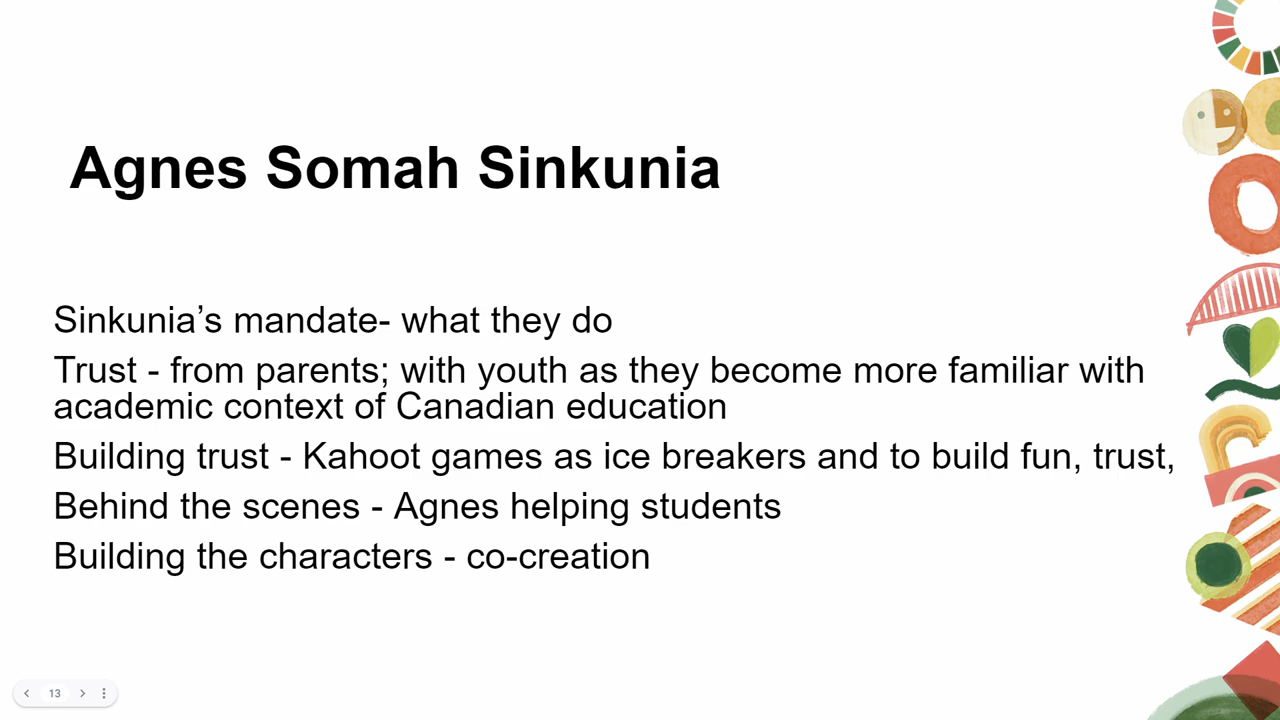 Agnes Somah Sinkunia
Sinkunia’s mandate- what they do
Trust - from parents; with youth as they become more familiar with
academic context of Canadian education
Building trust - Kahoot games as ice breakers and to build fun, trust,
Behind the scenes - Agnes helping students
Building the characters - co-creation
13